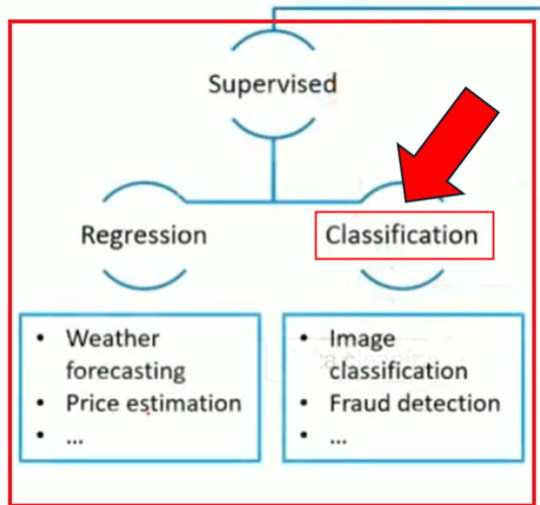 Supervised
Regression
Classification
• Weather
forecasting
• Price estimation
• ...
• Image
classification
• Fraud detection
• ...